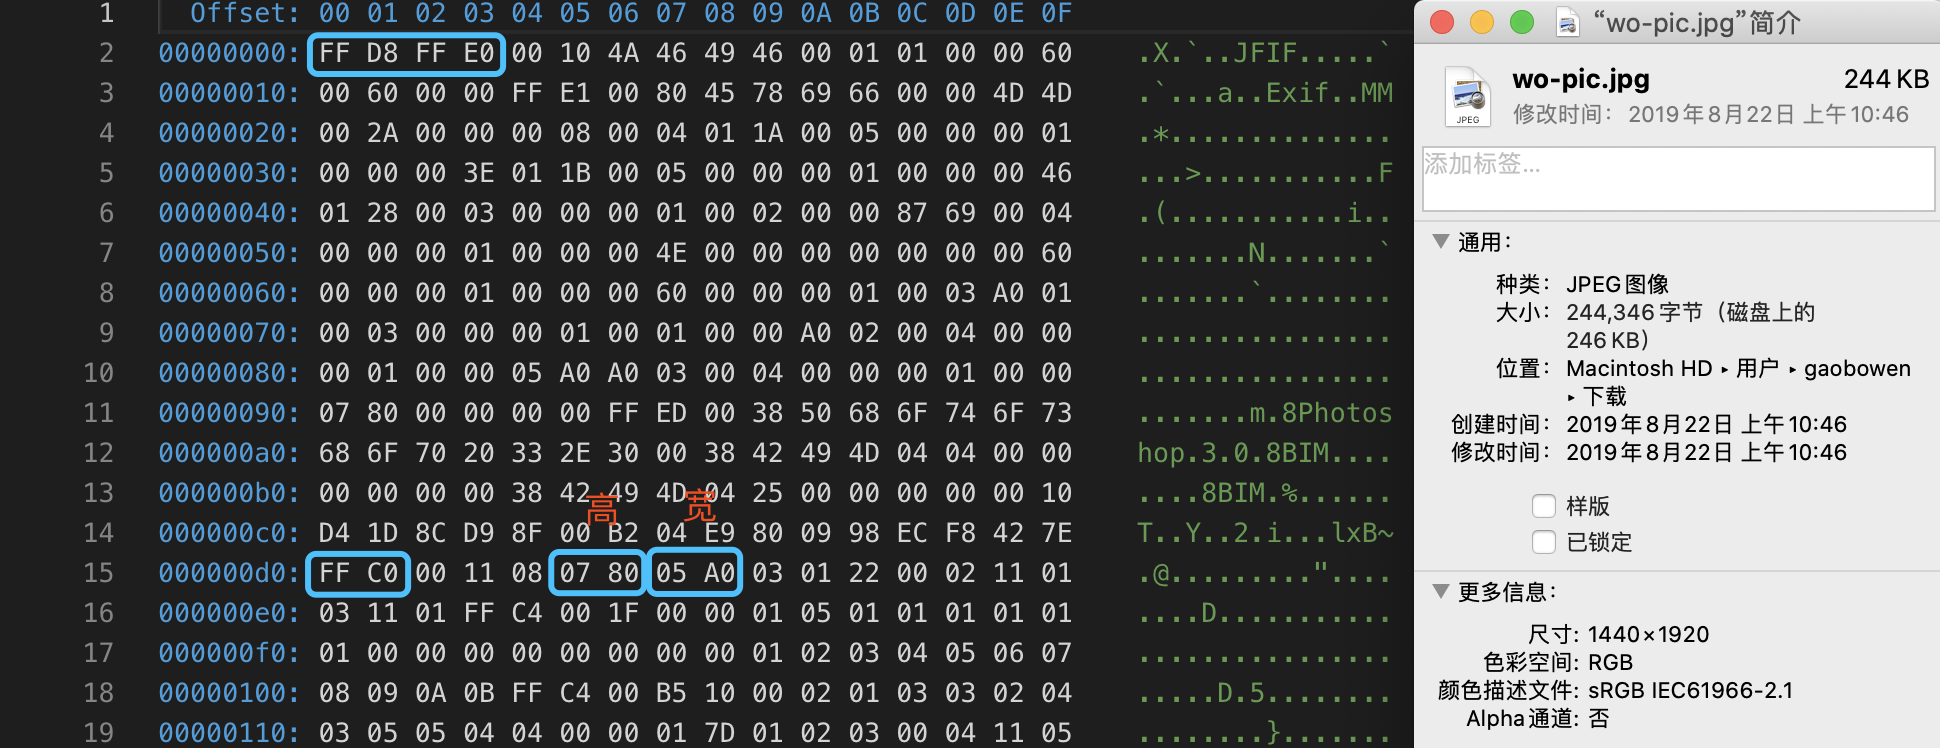 1 Offset: 00 01 02 03 04 05 06 07 08 09 0A 0B 0C 0D 0E 0F
2 00000000: FF D8 FF E0 00 10 4A 46 49 46 00 01 01 00 00 60 .X.`..JFIF.....`
3 00000010: 00 60 00 00 FF E1 00 80 45 78 69 66 00 00 4D 4D .`...a..Exif..MM
4 00000020: 00 2A 00 00 00 08 00 04 01 1A 00 05 00 00 00 01 .*..............
5 00000030: 00 00 00 3E 01 1B 00 05 00 00 00 01 00 00 00 46 ...>...........F
6 00000040: 01 28 00 03 00 00 00 01 00 02 00 00 87 69 00 04 .(...........i..
7 00000050: 00 00 00 01 00 00 00 4E 00 00 00 00 00 00 00 60 .......N.......`
8 00000060: 00 00 00 01 00 00 00 60 00 00 00 01 00 03 A0 01 .......`........
9 00000070: 00 03 00 00 00 01 00 01 00 00 A0 02 00 04 00 00 ................
10 00000080: 00 01 00 00 05 A0 A0 03 00 04 00 00 00 01 00 00 ................
11 00000090: 07 80 00 00 00 00 FF ED 00 38 50 68 6F 74 6F 73 .......m.8Photos
12 000000a0: 68 6F 70 20 33 2E 30 00 38 42 49 4D 04 04 00 00 hop.3.0.8BIM....
13 000000b0: 00 00 00 00 38 42 49 4D 04 25 00 00 00 00 00 10 ....8BIM.%......
高 宽
14 000000c0: D4 1D 8C D9 8F 00 B2 04 E9 80 09 98 EC F8 42 7E T..Y..2.i...lxB~
15 000000d0: FF C0 00 11 08 07 80 05 A0 03 01 22 00 02 11 01 .@.........."....
16 000000e0: 03 11 01 FF C4 00 1F 00 00 01 05 01 01 01 01 01 ....D...........
17 000000f0: 01 00 00 00 00 00 00 00 00 01 02 03 04 05 06 07 ................
18 00000100: 08 09 0A 0B FF C4 00 B5 10 00 02 01 03 03 02 04 .....D.5........
19 00000110: 03 05 05 04 04 00 00 01 7D 01 02 03 00 04 11 05 ........}.......
“wo-pic.jpg”简介
JPEG
wo-pic.jpg 244 KB
修改时间: 2019年8月22日 上午10:46
添加标签...
▼ 通用:
种类: JPEG图像
大小: 244,346 字节（磁盘上的
246 KB）
位置: Macintosh HD ▸ 用户 ▸ gaobowen
▸ 下载
创建时间: 2019年8月22日 上午10:46
修改时间: 2019年8月22日 上午10:46
样版
已锁定
▼ 更多信息:
尺寸: 1440×1920
色彩空间: RGB
颜色描述文件: sRGB IEC61966-2.1
Alpha通道: 否